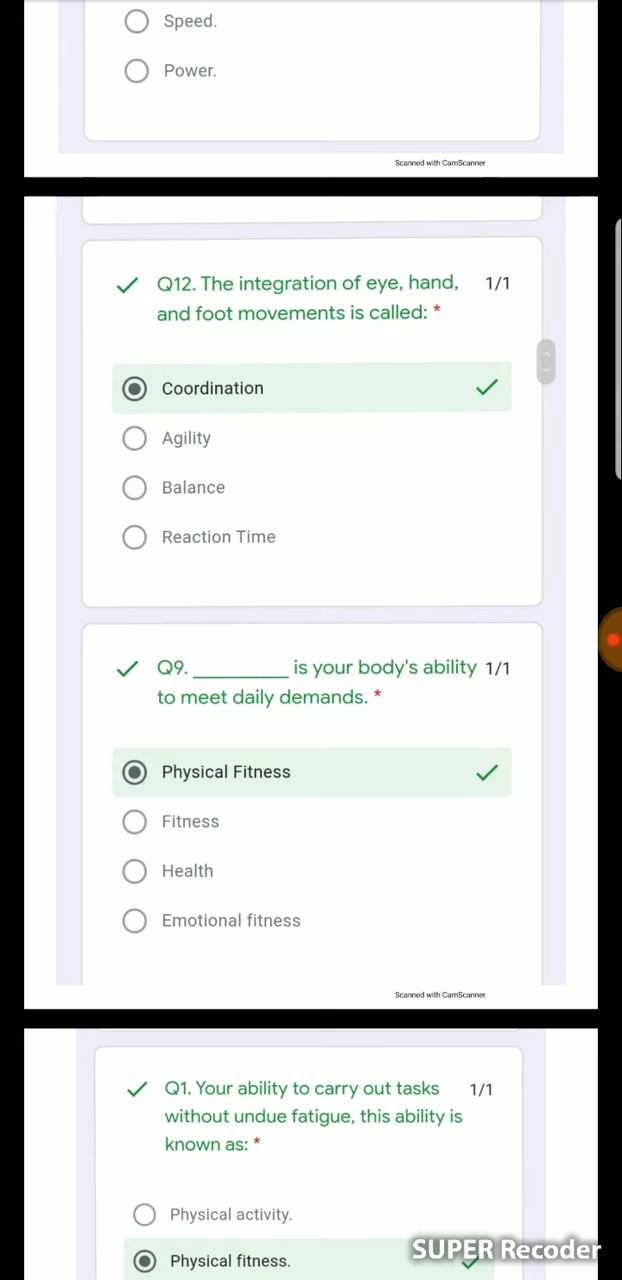 Speed.
Power.
Scanned with CamScanner
Q12. The integration of eye, hand, 1/1
and foot movements is called: *
Coordination
Agility
Balance
Reaction Time
Q9. __________ is your body's ability 1/1
to meet daily demands. *
Physical Fitness
Fitness
Health
Emotional fitness
Scanned with CamScanner
Q1. Your ability to carry out tasks 1/1
without undue fatigue, this ability is
known as: *
Physical activity.
Physical fitness.
SUPER Recoder